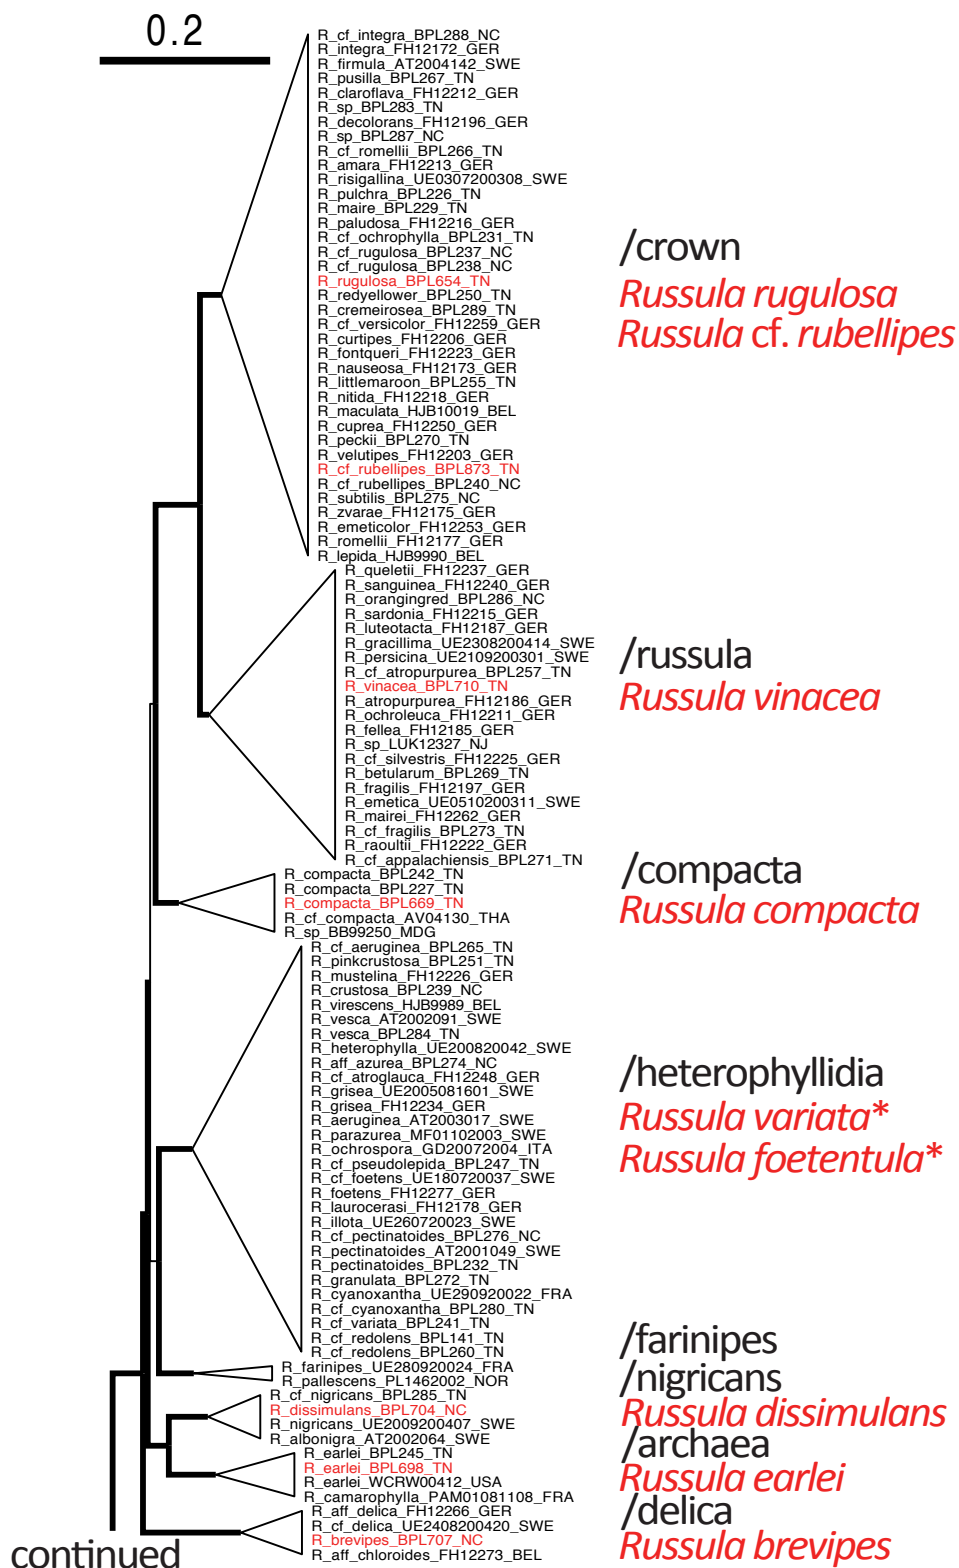 0.2
R_cf_integra_BPL288_NC
R_integra_FH12172_GER
R_firmula_AT2004142_SWE
R_pusilla_BPL267_TN
R_claroflava_FH12212_GER
R_sp_BPL283_TN
R_decolorans_FH12196_GER
R_sp_BPL287_NC
R_cf_romellii_BPL266_TN
R_amara_FH12213_GER
R_risigallina_UE0307200308_SWE
R_pulchra_BPL226_TN
R_maire_BPL229_TN
R_paludosa_FH12216_GER
R_cf_ochrophylla_BPL231_TN
R_cf_rugulosa_BPL237_NC
R_cf_rugulosa_BPL238_NC
R_rugulosa_BPL654_TN
R_redyellower_BPL250_TN
R_cremeirosea_BPL289_TN
R_cf_versicolor_FH12259_GER
R_curtipes_FH12206_GER
R_fontqueri_FH12223_GER
R_nauseosa_FH12173_GER
R_littlemaroon_BPL255_TN
R_nitida_FH12218_GER
R_maculata_HJB10019_BEL
R_cuprea_FH12250_GER
R_peckii_BPL270_TN
R_velutipes_FH12203_GER
R_cf_rubellipes_BPL873_TN
R_cf_rubellipes_BPL240_NC
R_subtilis_BPL275_NC
R_zvarae_FH12175_GER
R_emeticolor_FH12253_GER
R_romellii_FH12177_GER
R_lepida_HJB9990_BEL
/crown
Russula rugulosa
Russula cf. rubellipes
R_queletii_FH12237_GER
R_sanguinea_FH12240_GER
R_orangingred_BPL286_NC
R_sardonia_FH12215_GER
R_luteotacta_FH12187_GER
R_gracillima_UE2308200414_SWE
R_persicina_UE2109200301_SWE
R_cf_atropurpurea_BPL257_TN
R_vinacea_BPL710_TN
R_atropurpurea_FH12186_GER
R_ochroleuca_FH12211_GER
R_fellea_FH12185_GER
R_sp_LUK12327_NJ
R_cf_silvestris_FH12225_GER
R_betularum_BPL269_TN
R_fragilis_FH12197_GER
R_emetica_UE0510200311_SWE
R_mairei_FH12262_GER
R_cf_fragilis_BPL273_TN
R_raoultii_FH12222_GER
R_cf_appalachiensis_BPL271_TN
/russula
Russula vinacea
R_compacta_BPL242_TN
R_compacta_BPL227_TN
R_compacta_BPL669_TN
R_cf_compacta_AV04130_THA
R_sp_BB99250_MDG
/compacta
Russula compacta
R_cf_aeruginea_BPL265_TN
R_pinkcrustosa_BPL251_TN
R_mustelina_FH12226_GER
R_crustosa_BPL239_NC
R_virescens_HJB9989_BEL
R_vesca_AT2002091_SWE
R_vesca_BPL284_TN
R_heterophylla_UE200820042_SWE
R_aff_azurea_BPL274_NC
R_cf_atroglauca_FH12248_GER
R_grisea_UE2005081601_SWE
R_grisea_FH12234_GER
R_aeruginea_AT2003017_SWE
R_parazurea_MF01102003_SWE
R_ochrospora_GD20072004_ITA
R_cf_pseudolepida_BPL247_TN
R_cf_foetens_UE180720037_SWE
R_foetens_FH12277_GER
R_laurocerasi_FH12178_GER
R_illota_UE260720023_SWE
R_cf_pectinatoides_BPL276_NC
R_pectinatoides_AT2001049_SWE
R_pectinatoides_BPL232_TN
R_granulata_BPL272_TN
R_cyanoxantha_UE290920022_FRA
R_cf_cyanoxantha_BPL280_TN
R_cf_variata_BPL241_TN
R_cf_redolens_BPL141_TN
R_cf_redolens_BPL260_TN
/heterophyllidia
Russula variata*
Russula foetentula*
R_farinipes_UE280920024_FRA
R_pallescens_PL1462002_NOR
/farinipes
R_cf_nigricans_BPL285_TN
R_dissimulans_BPL704_NC
R_nigricans_UE2009200407_SWE
R_albonigra_AT2002064_SWE
/nigricans
Russula dissimulans
R_earlei_BPL245_TN
R_earlei_BPL698_TN
R_earlei_WCRW00412_USA
R_camarophylla_PAM01081108_FRA
/archaea
Russula earlei
R_aff_delica_FH12266_GER
R_cf_delica_UE2408200420_SWE
R_brevipes_BPL707_NC
R_aff_chloroides_FH12273_BEL
/delica
Russula brevipes
continued